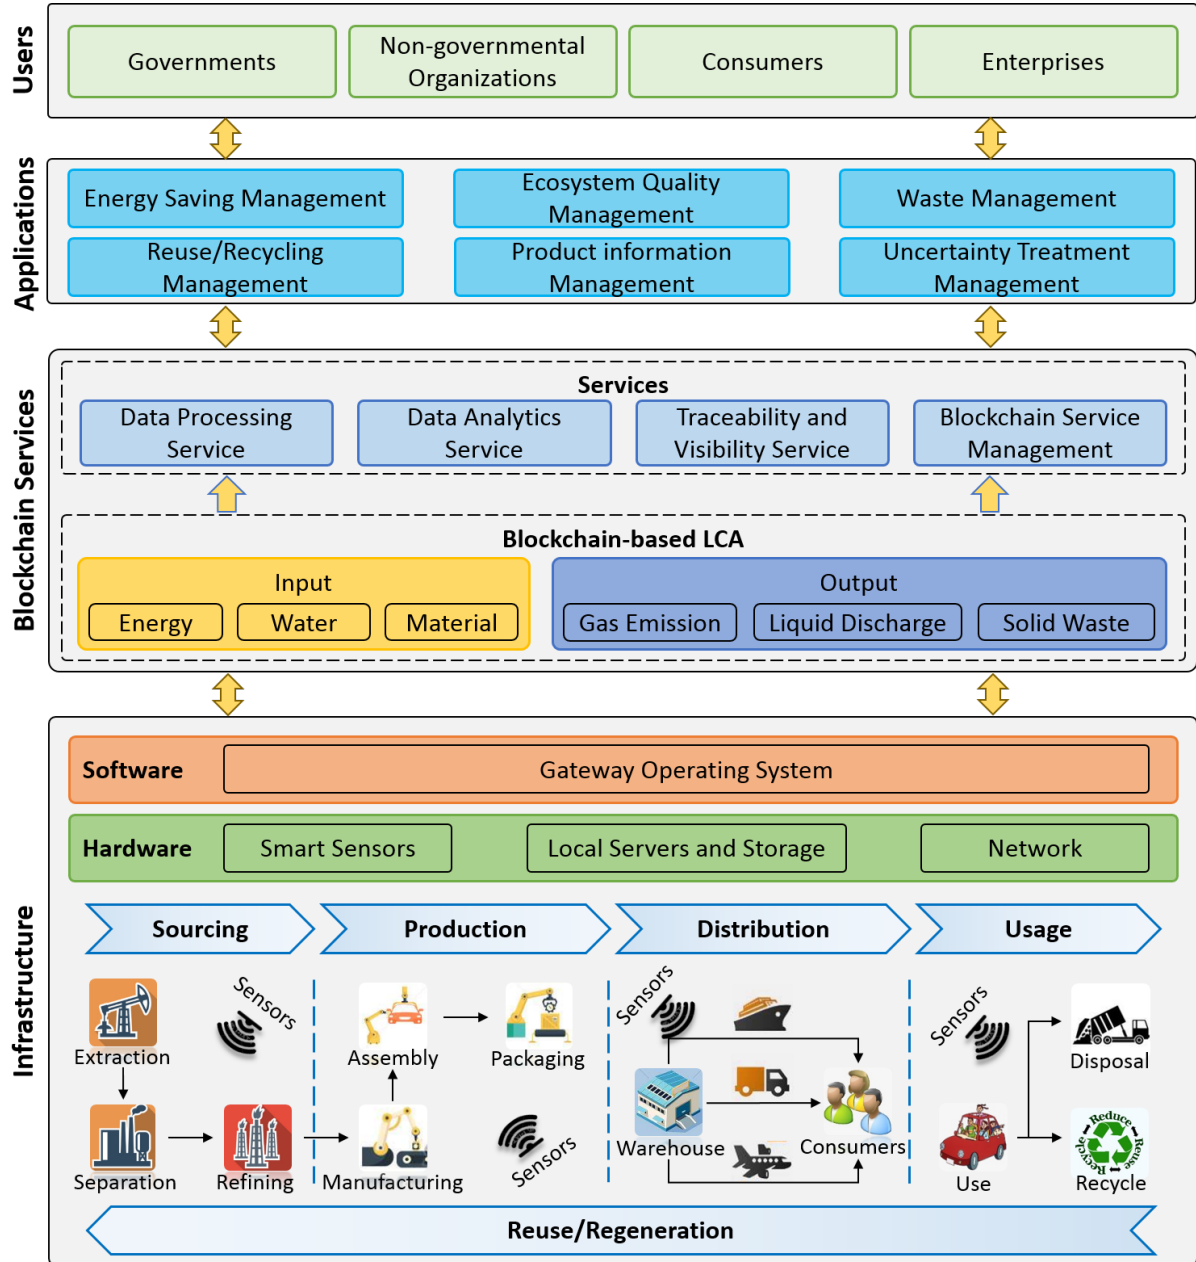 Users
Governments
Non-governmental
Organizations
Consumers
Enterprises
Applications
Energy Saving Management
Ecosystem Quality
Management
Waste Management
Reuse/Recycling
Management
Product information
Management
Uncertainty Treatment
Management
Blockchain Services
Services
Data Processing
Service
Data Analytics
Service
Traceability and
Visibility Service
Blockchain Service
Management
Blockchain-based LCA
Input
Energy
Water
Material
Output
Gas Emission
Liquid Discharge
Solid Waste
Infrastructure
Software
Gateway Operating System
Hardware
Smart Sensors
Local Servers and Storage
Network
Sourcing
Production
Distribution
Usage
Extraction
Sensors
Separation
Refining
Assembly
Packaging
Manufacturing
Sensors
Sensors
Warehouse
Consumers
Sensors
Disposal
Use
Reduce
Reuse
Recycle
Recycle
Reuse/Regeneration